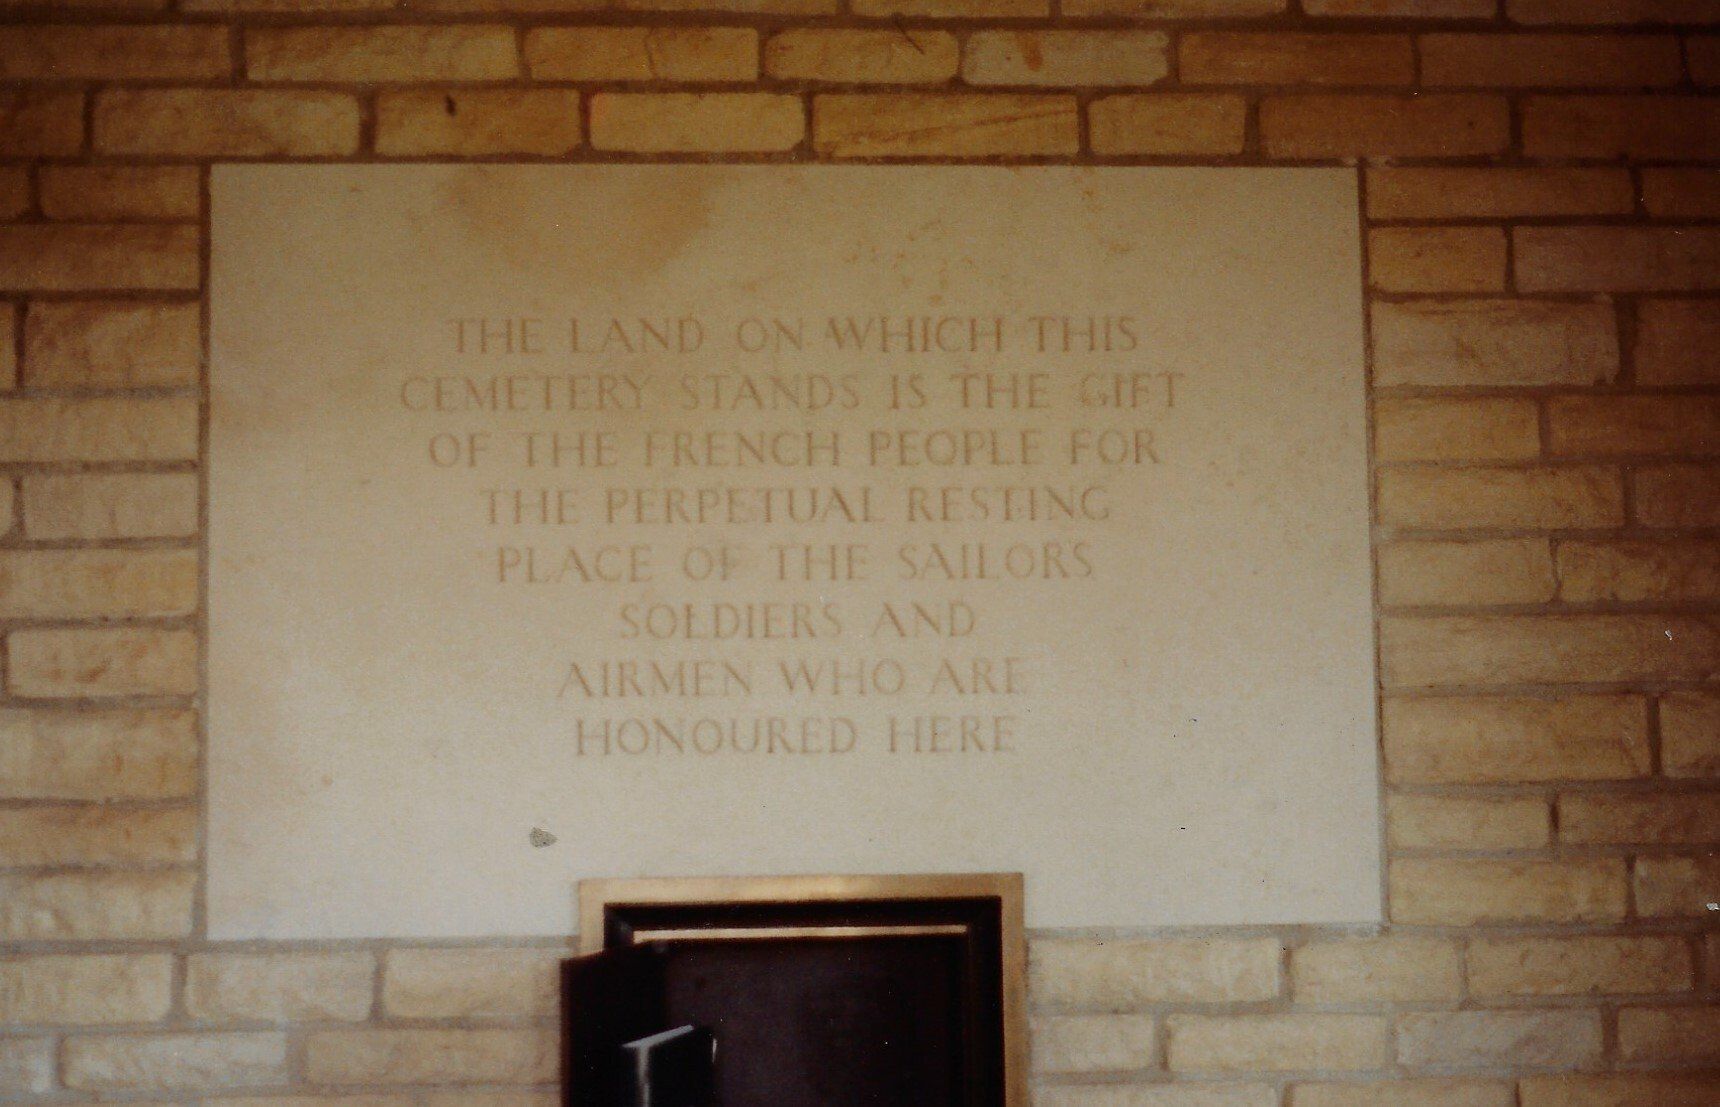 THE LAND ON WHICH THIS
CEMETERY STANDS IS THE GIFT
OF THE FRENCH PEOPLE FOR
THE PERPETUAL RESTING
PLACE OF THE SAILORS
SOLDIERS AND
AIRMEN WHO ARE
HONOURED HERE